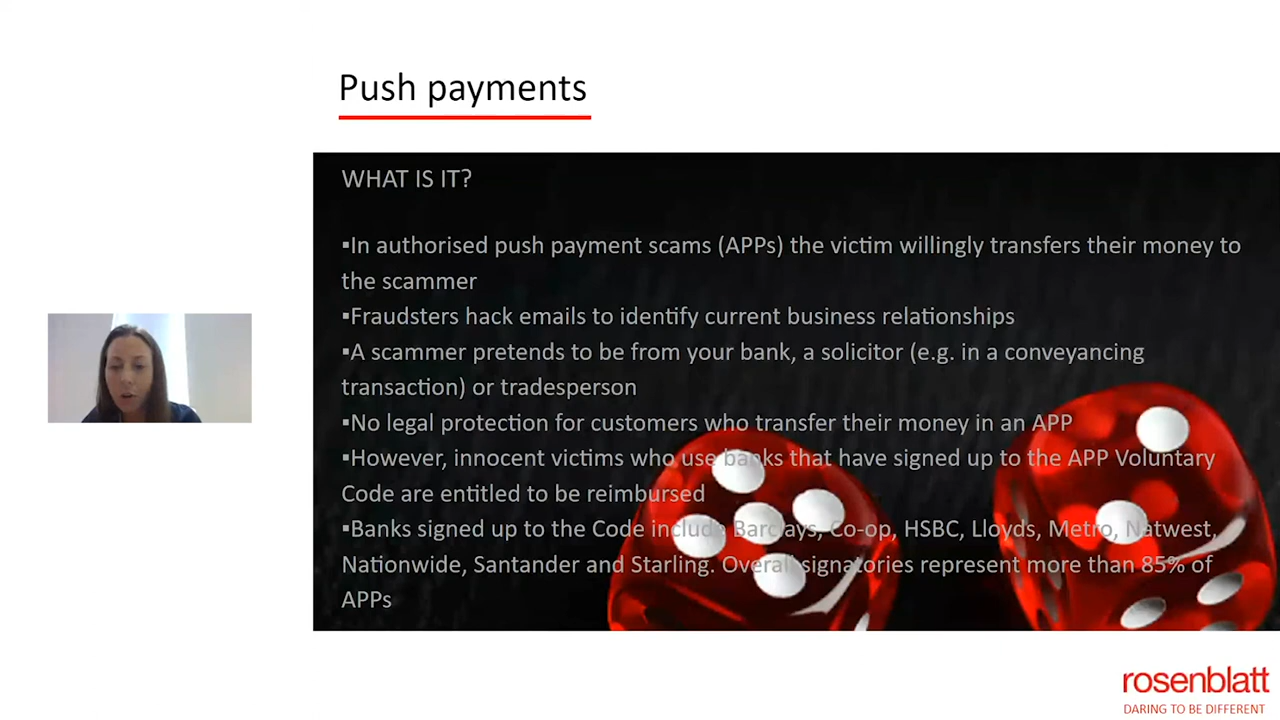 Push payments
WHAT IS IT?
▪In authorised push payment scams (APPs) the victim willingly transfers their money to
the scammer
▪Fraudsters hack emails to identify current business relationships
▪A scammer pretends to be from your bank, a solicitor (e.g. in a conveyancing
transaction) or tradesperson
▪No legal protection for customers who transfer their money in an APP
▪However, innocent victims who use banks that have signed up to the APP Voluntary
Code are entitled to be reimbursed
▪Banks signed up to the Code include Barclays, Co-op, HSBC, Lloyds, Metro, Natwest,
Nationwide, Santander and Starling. Overall signatories represent more than 85% of
APPs
rosenblatt
DARING TO BE DIFFERENT